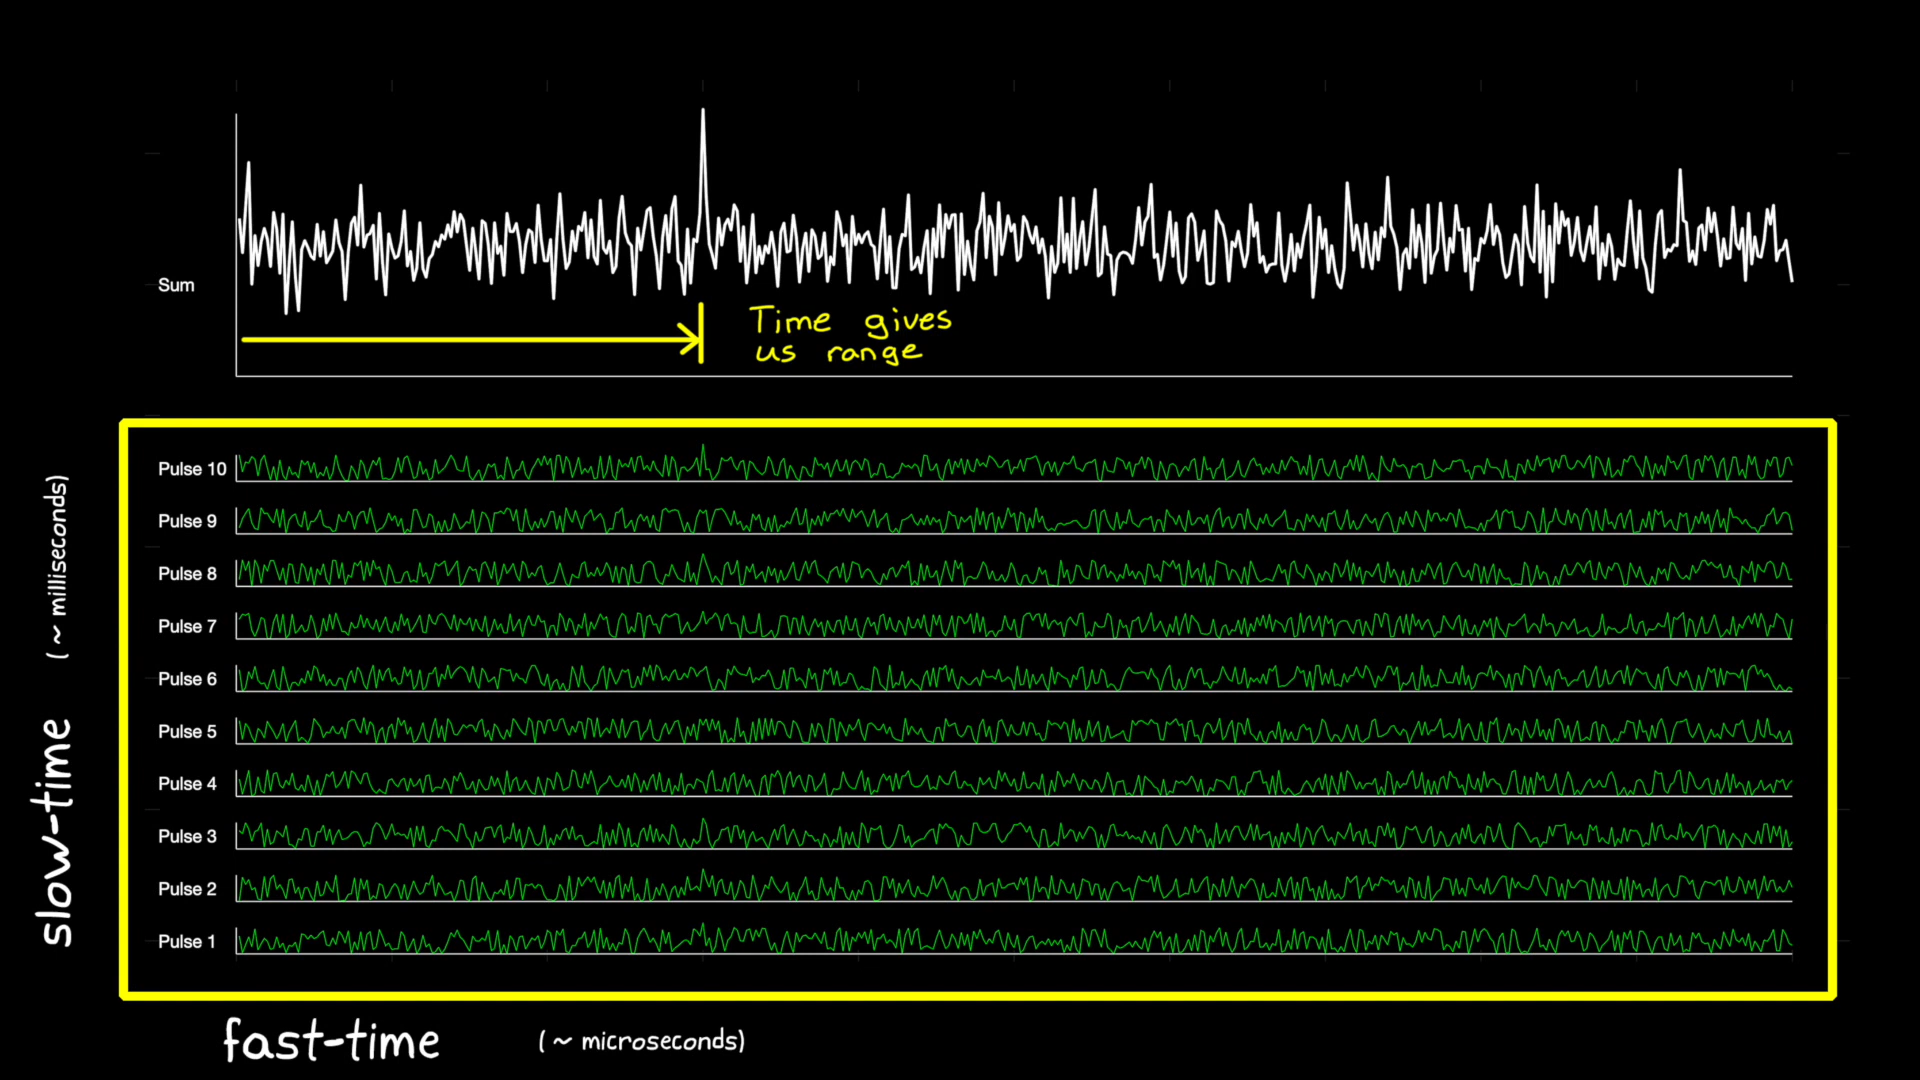 Sum
Time gives
us range
Pulse 10
Pulse 9
Pulse 8
Pulse 7
Pulse 6
Pulse 5
Pulse 4
Pulse 3
Pulse 2
Pulse 1
slow-time (~ milliseconds)
fast-time (~ microseconds)